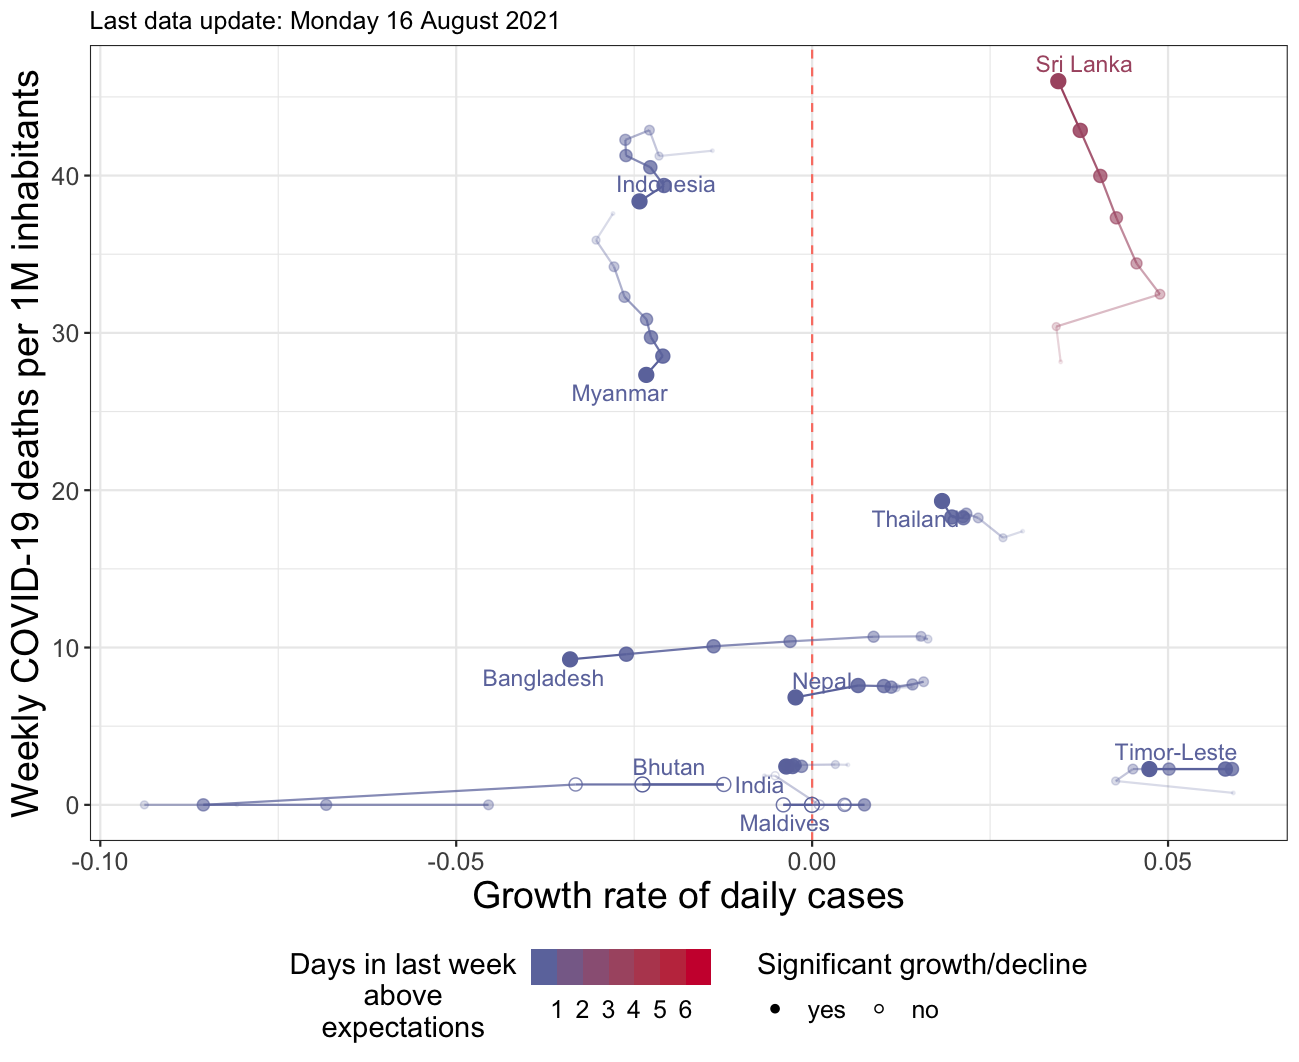 Last data update: Monday 16 August 2021
Weekly COVID-19 deaths per 1M inhabitants
40
30
20
10
0
Sri Lanka
Indonesia
Myanmar
Thailand
Bangladesh
Nepal
Timor-Leste
Bhutan
India
Maldives
-0.10
-0.05
0.00
0.05
Growth rate of daily cases
Days in last week
above
expectations
1 2 3 4 5 6
Significant growth/decline
yes
no